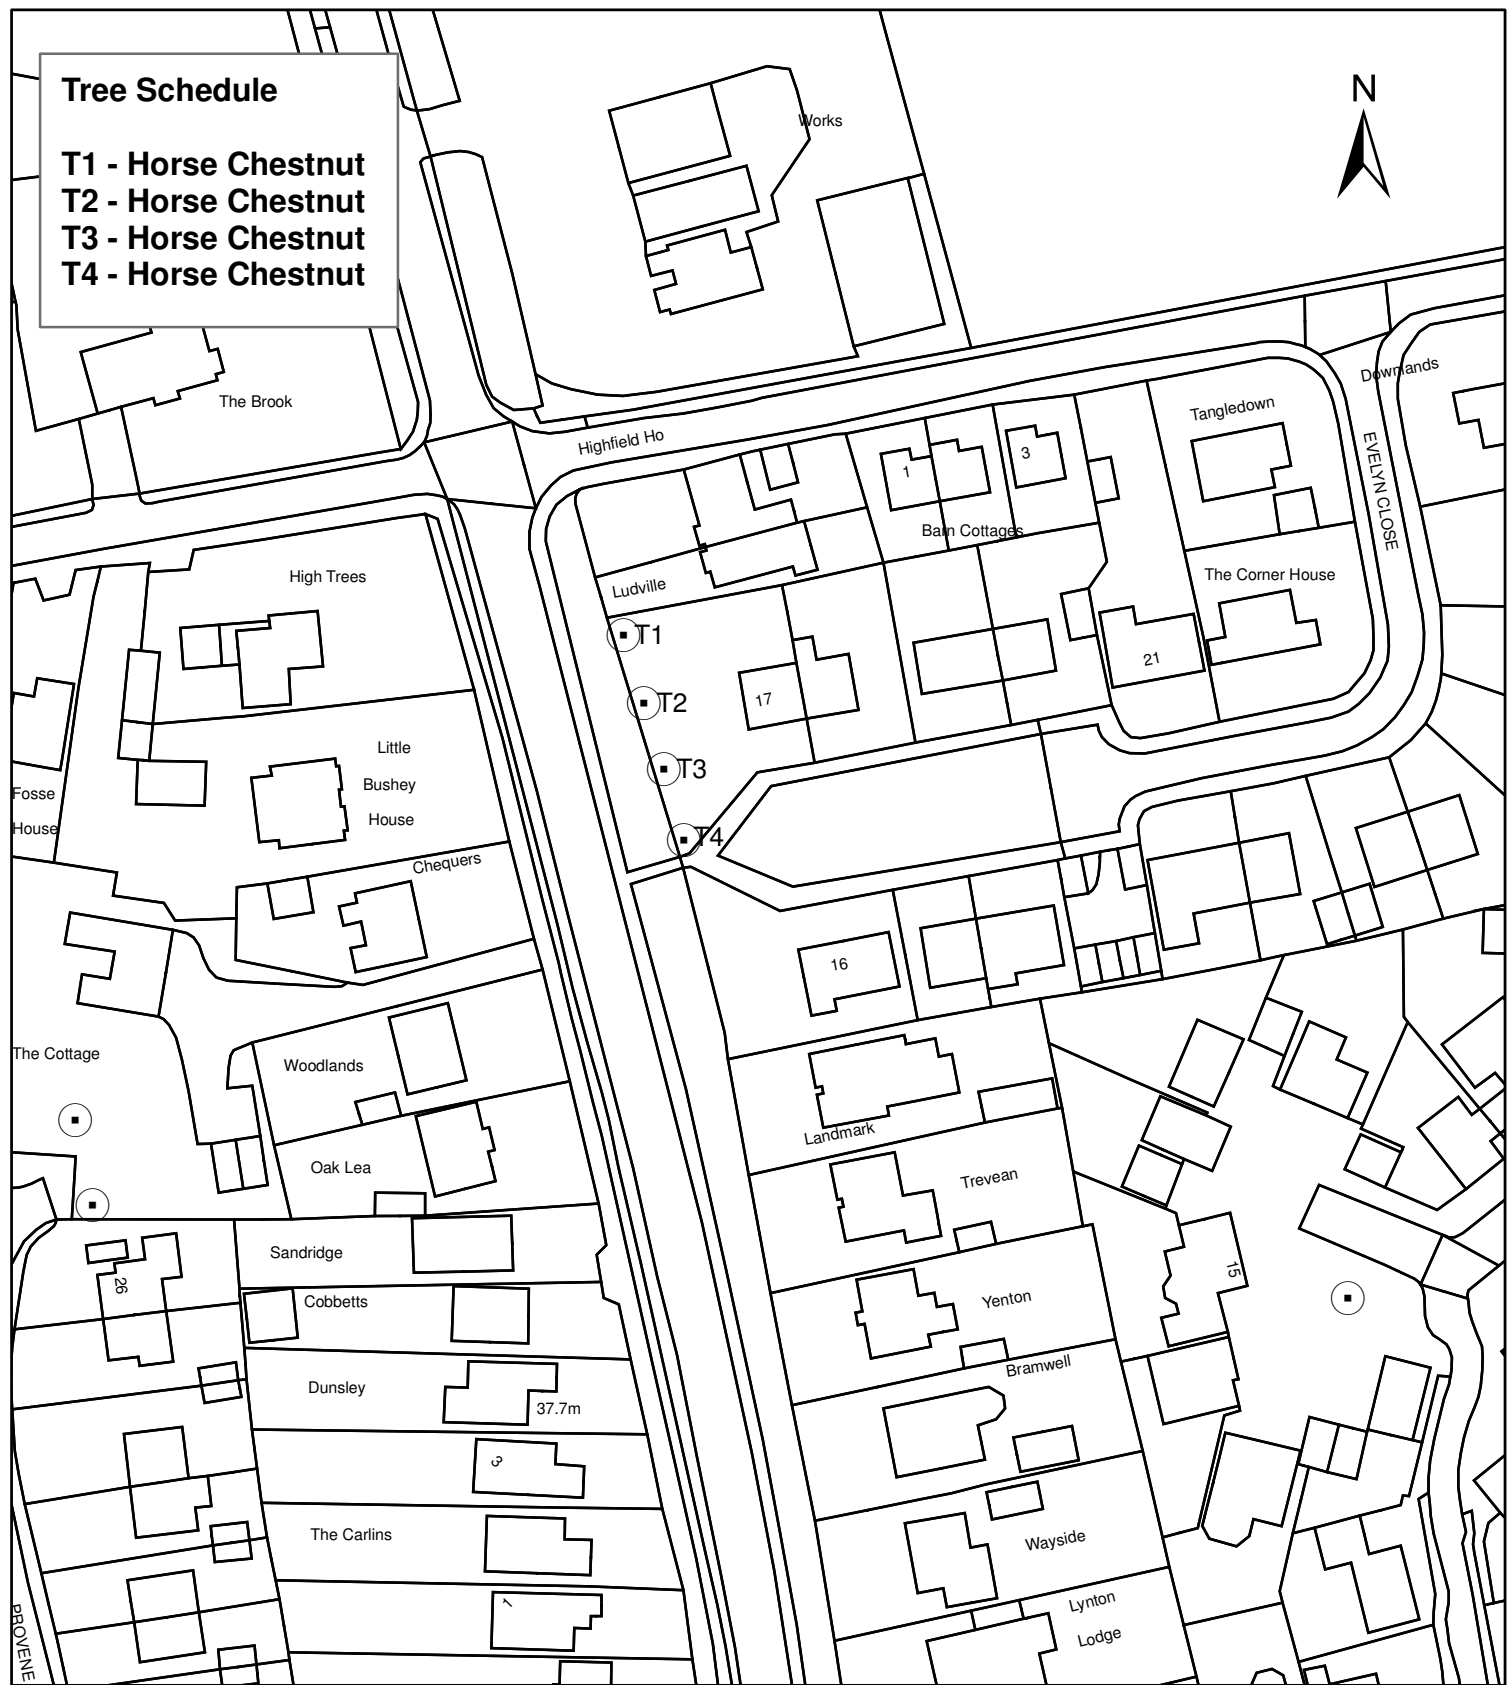 Tree Schedule
T1 - Horse Chestnut
T2 - Horse Chestnut
T3 - Horse Chestnut
T4 - Horse Chestnut
N
Works
The Brook
Highfield Ho
Downlands
Tangledown
EVELYN CLOSE
1
3
Barn Cottages
High Trees
Ludville
The Corner House
T1
T2
T3
T4
17
21
Little
Bushey
House
Fosse
House
Chequers
16
The Cottage
Woodlands
Landmark
Oak Lea
Trevean
Sandridge
26
15
Cobbetts
Yenton
Bramwell
Dunsley
37.7m
3
The Carlins
Wayside
1
Lynton
Lodge
PROVENE